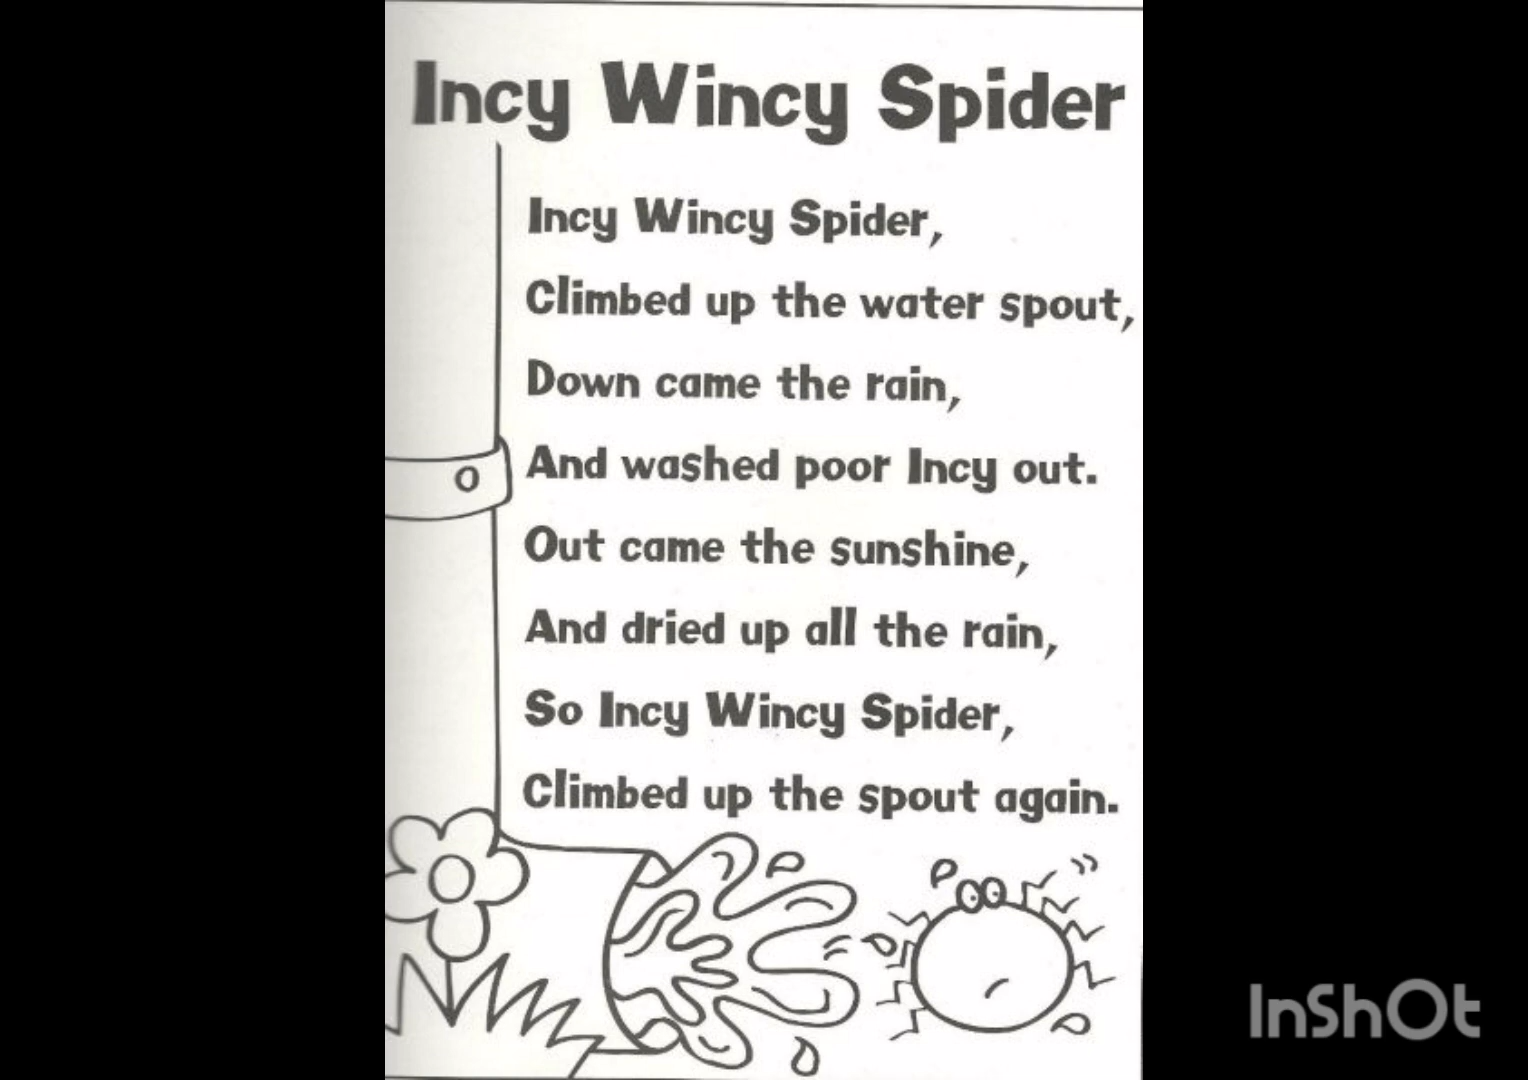 Incy Wincy Spider
Incy Wincy Spider,
Climbed up the water spout,
Down came the rain,
And washed poor Incy out.
Out came the sunshine,
And dried up all the rain,
So Incy Wincy Spider,
Climbed up the spout again.
InShOt